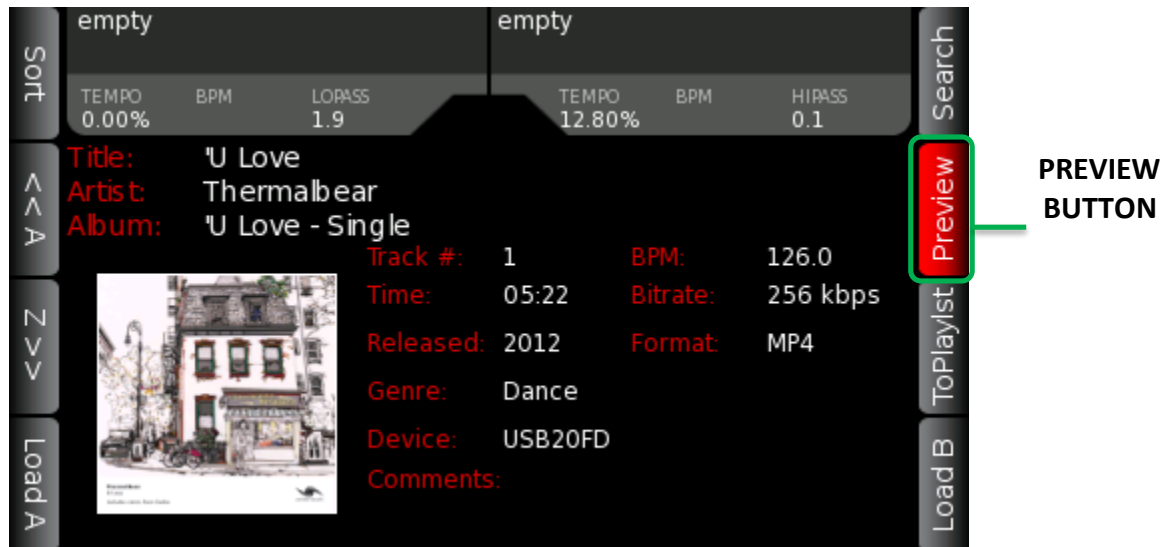 empty
empty
TEMPO BPM LOPASS
0.00% 1.9
TEMPO BPM HIPASS
12.80% 0.1
Sort
<< A
Z >>
Load A
Title: 'U Love
Artist: Thermalbear
Album: 'U Love - Single
Track #: 1 BPM: 126.0
Time: 05:22 Bitrate: 256 kbps
Released: 2012 Format: MP4
Genre: Dance
Device: USB20FD
Comments:
Thermalbear
Search
Preview
ToPlaylst
Load B
PREVIEW
BUTTON